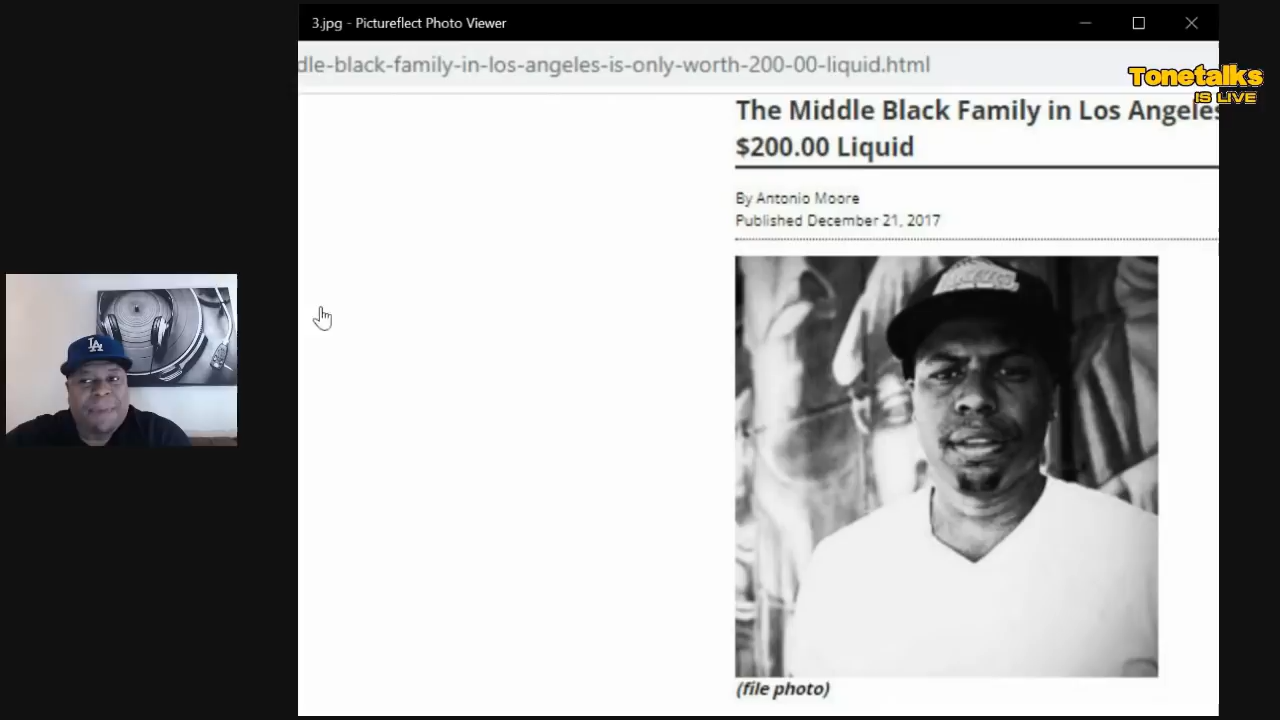 3.jpg - Pictureflect Photo Viewer
dle-black-family-in-los-angeles-is-only-worth-200-00-liquid.html
Tonetalks
IS LIVE
The Middle Black Family in Los Angeles
$200.00 Liquid
By Antonio Moore
Published December 21, 2017
LA
(file photo)